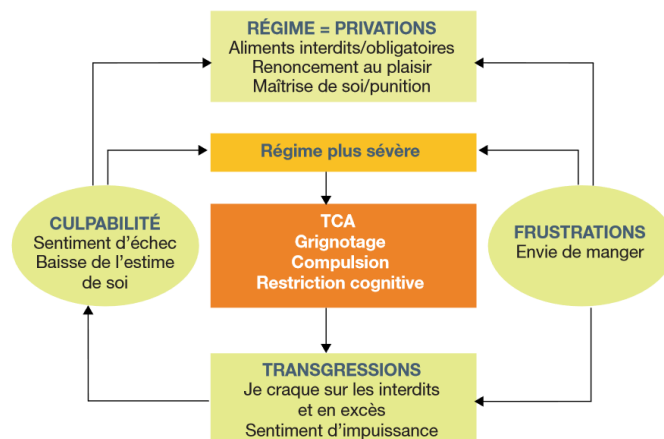 RÉGIME = PRIVATIONS
Aliments interdits/obligatoires
Renoncement au plaisir
Maîtrise de soi/punition
Régime plus sévère
CULPABILITÉ
Sentiment d'échec
Baisse de l'estime
de soi
TCA
Grignotage
Compulsion
Restriction cognitive
FRUSTRATIONS
Envie de manger
TRANSGRESSIONS
Je craque sur les interdits
et en excès
Sentiment d'impuissance